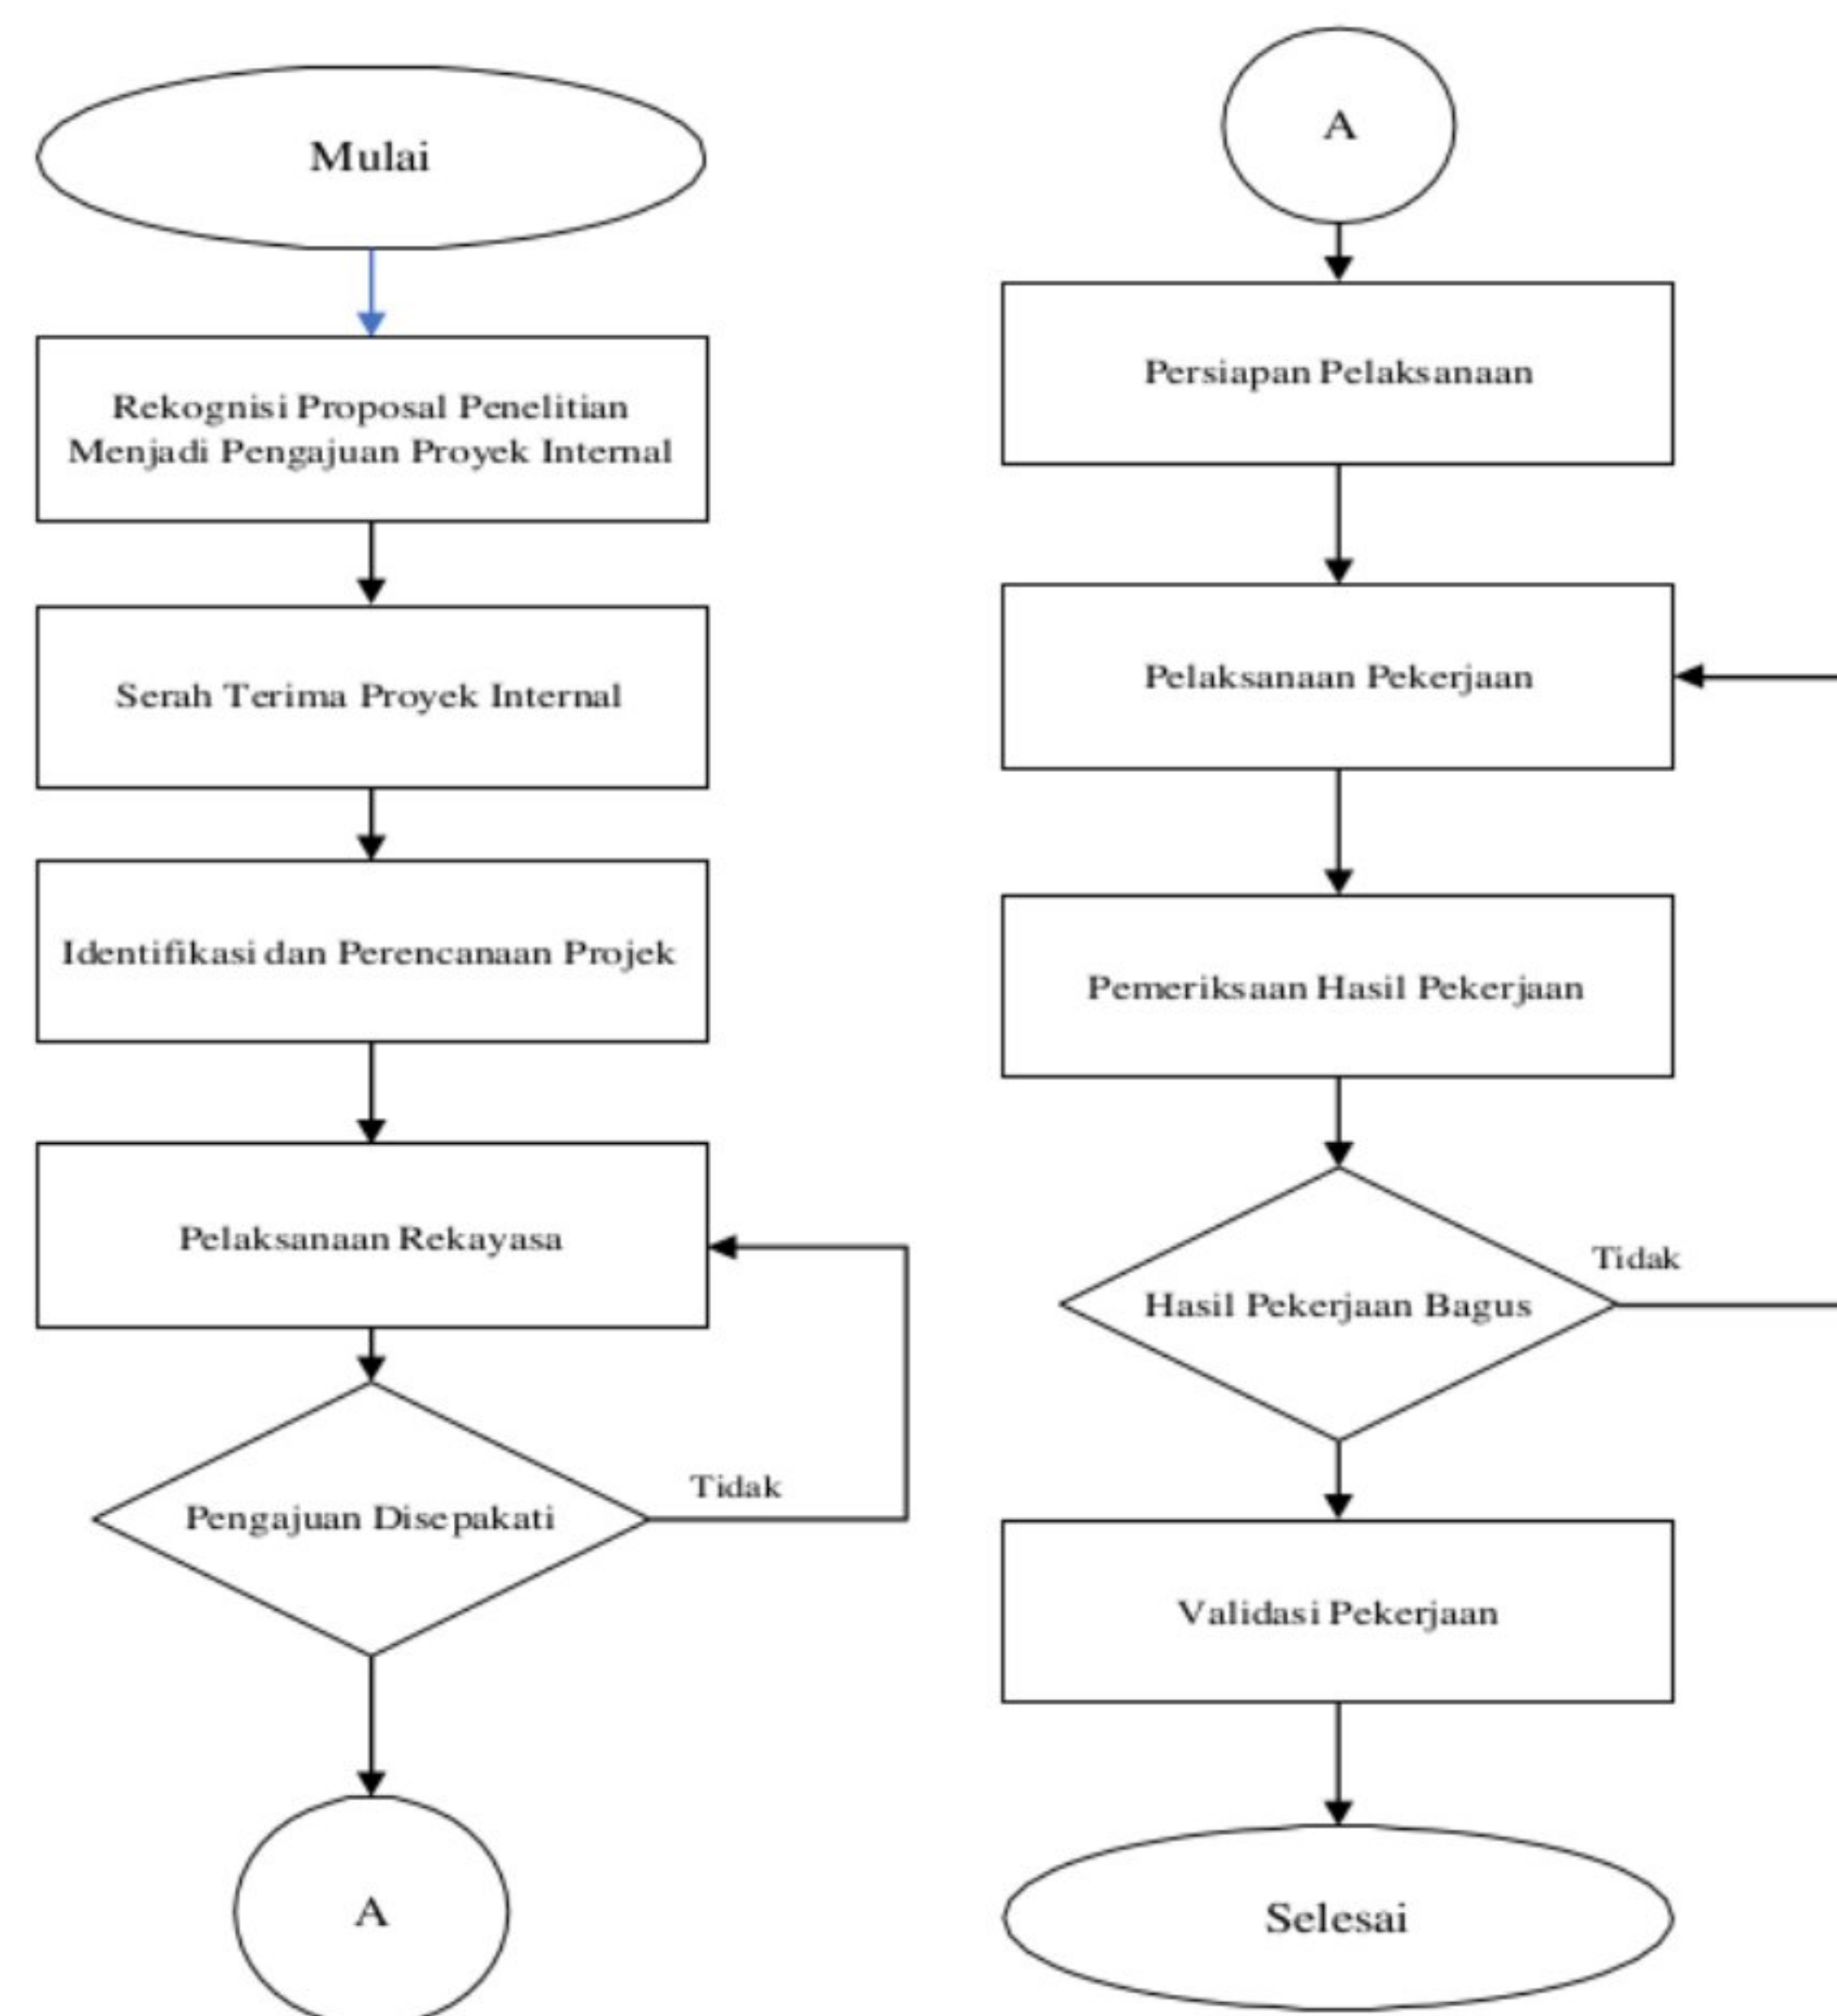 Mulai
Rekognisi Proposal Penelitian
Menjadi Pengajuan Proyek Internal
Serah Terima Proyek Internal
Identifikasi dan Perencanaan Projek
Pelaksanaan Rekayasa
Tidak
Pengajuan Disepakati
A
A
Persiapan Pelaksanaan
Pelaksanaan Pekerjaan
Pemeriksaan Hasil Pekerjaan
Tidak
Hasil Pekerjaan Bagus
Validasi Pekerjaan
Selesai